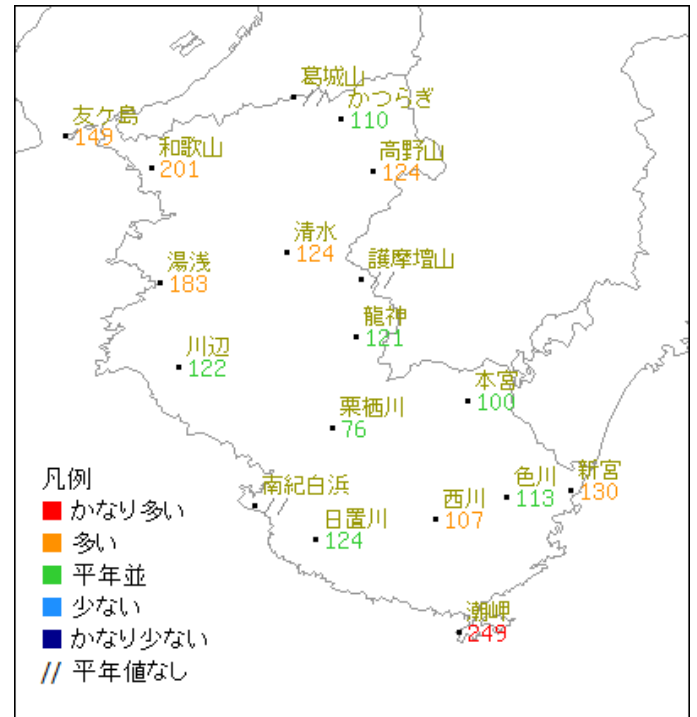 葛城山
//
かつらぎ
110
友ケ島
149
和歌山
201
高野山
124
清水
124
護摩壇山
//
湯浅
183
龍神
121
川辺
122
本宮
100
栗栖川
76
南紀白浜
//
日置川
124
西川
107
色川
113
新宮
130
潮岬
249
凡例
かなり多い
多い
平年並
少ない
かなり少ない
// 平年値なし